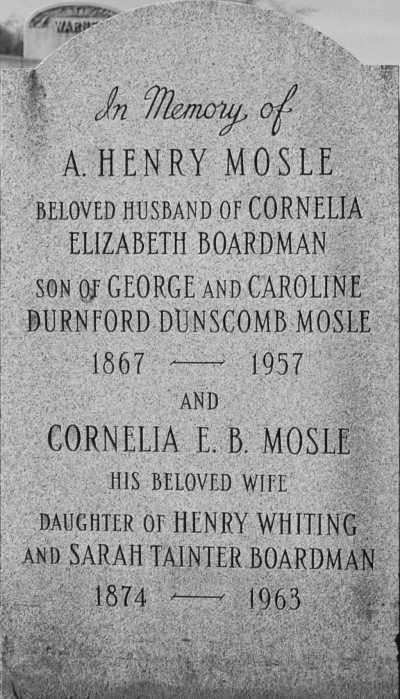 WARN
In Memory of
A. HENRY MOSLE
BELOVED HUSBAND OF CORNELIA
ELIZABETH BOARDMAN
SON OF GEORGE AND CAROLINE
DURNFORD DUNSCOMB MOSLE
1867 — 1957
AND
CORNELIA E. B. MOSLE
HIS BELOVED WIFE
DAUGHTER OF HENRY WHITING
AND SARAH TAINTER BOARDMAN
1874 — 1963